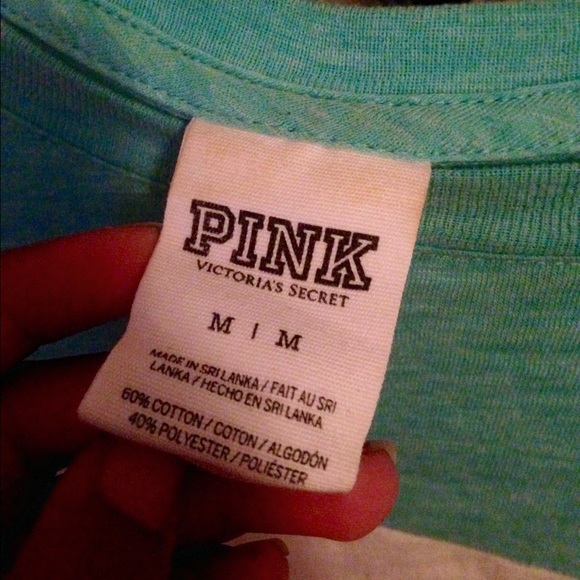 PINK
VICTORIA'S SECRET
M | M
MADE IN SRI LANKA / FAIT AU SRI
LANKA / HECHO EN SRI LANKA
60% COTTON / COTON / ALGODÓN
40% POLYESTER / POLIÉSTER